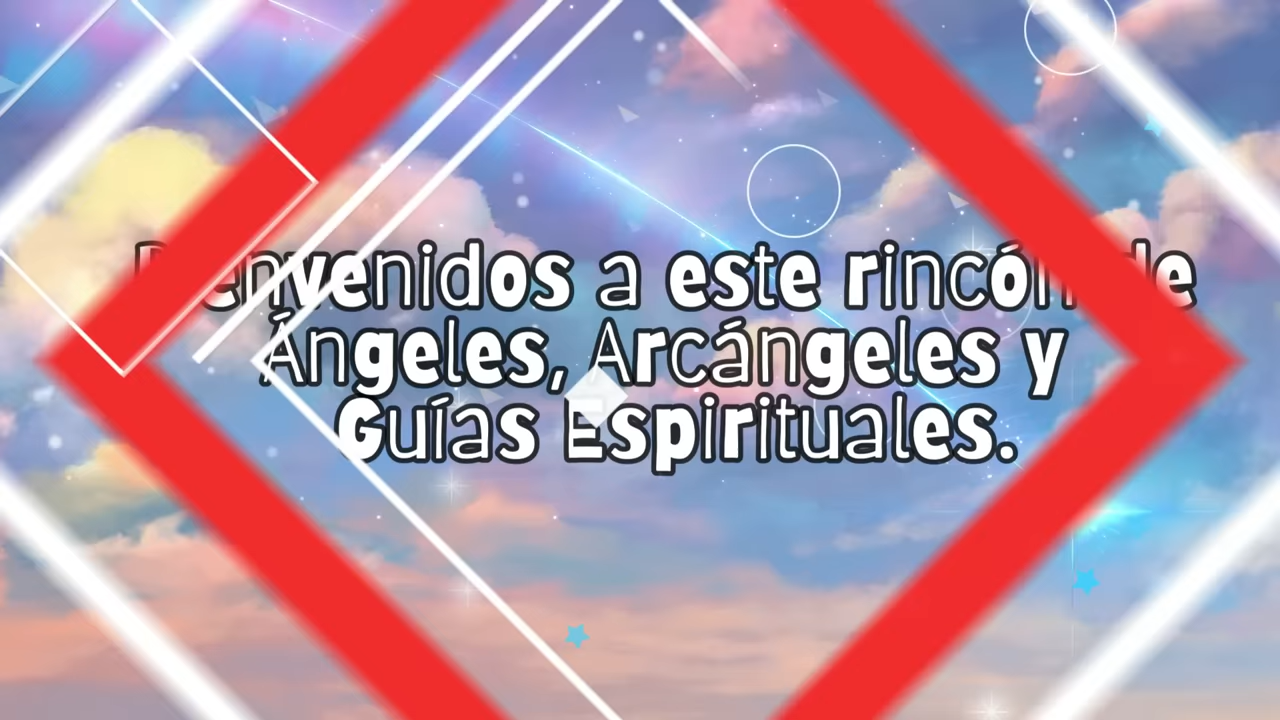 Bienvenidos a este rincón de
Ángeles, Arcángeles y
Guías Espirituales.